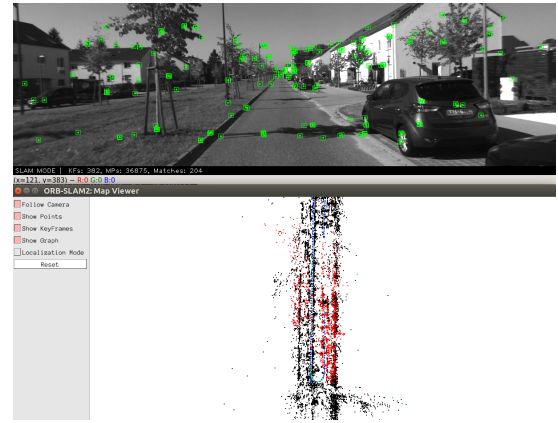 SLAM MODE |  KFs: 382, MPs: 36875, Matches: 204
(x=121, y=383) ~ R:0 G:0 B:0
ORB-SLAM2: Map Viewer
Follow Camera
Show Points
Show KeyFrames
Show Graph
Localization Mode
Reset